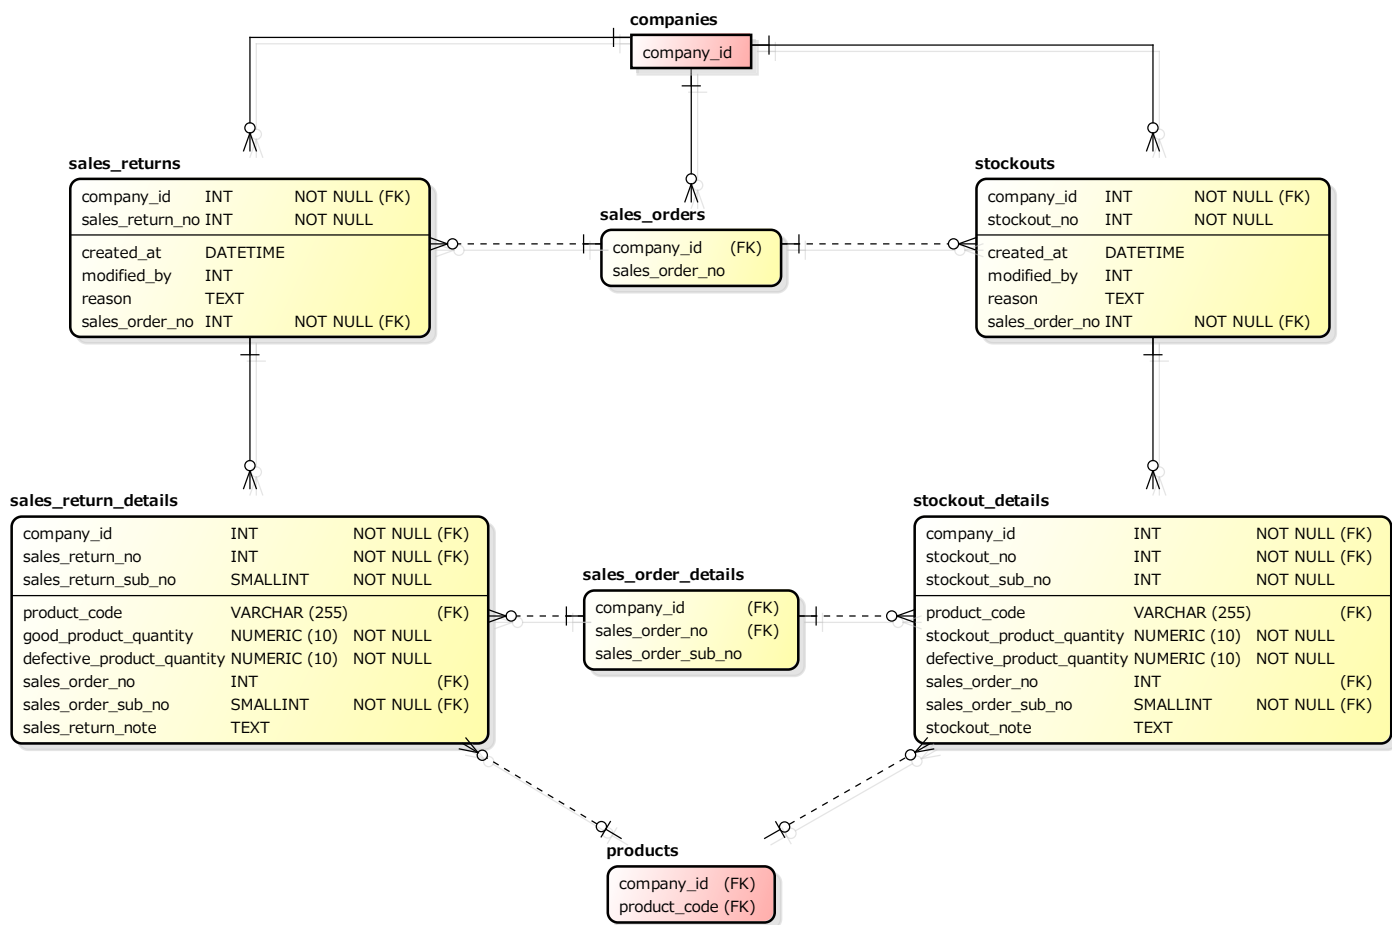 companies
company_id
sales_returns
company_id INT NOT NULL (FK)
sales_return_no INT NOT NULL
created_at DATETIME
modified_by INT
reason TEXT
sales_order_no INT NOT NULL (FK)
sales_orders
company_id (FK)
sales_order_no
stockouts
company_id INT NOT NULL (FK)
stockout_no INT NOT NULL
created_at DATETIME
modified_by INT
reason TEXT
sales_order_no INT NOT NULL (FK)
sales_return_details
company_id INT NOT NULL (FK)
sales_return_no INT NOT NULL (FK)
sales_return_sub_no SMALLINT NOT NULL
product_code VARCHAR (255) (FK)
good_product_quantity NUMERIC (10) NOT NULL
defective_product_quantity NUMERIC (10) NOT NULL
sales_order_no INT (FK)
sales_order_sub_no SMALLINT NOT NULL (FK)
sales_return_note TEXT
sales_order_details
company_id (FK)
sales_order_no (FK)
sales_order_sub_no
stockout_details
company_id INT NOT NULL (FK)
stockout_no INT NOT NULL (FK)
stockout_sub_no INT NOT NULL
product_code VARCHAR (255) (FK)
stockout_product_quantity NUMERIC (10) NOT NULL
defective_product_quantity NUMERIC (10) NOT NULL
sales_order_no INT (FK)
sales_order_sub_no SMALLINT NOT NULL (FK)
stockout_note TEXT
products
company_id (FK)
product_code (FK)